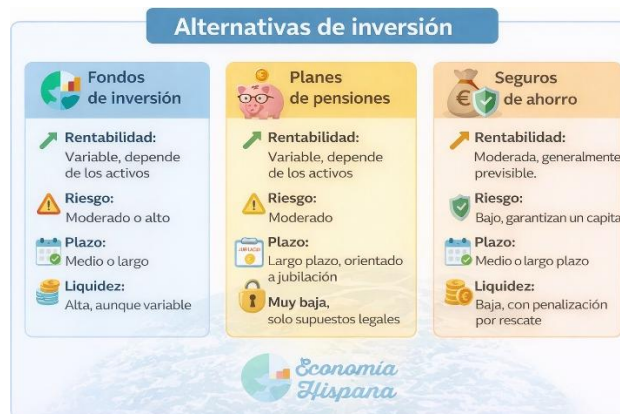 Alternativas de inversión
Fondos
de inversión
Rentabilidad:
Variable, depende
de los activos
Riesgo:
Moderado o alto
Plazo:
Medio o largo
Liquidez:
Alta, aunque variable
Planes
de pensiones
Rentabilidad:
Variable, depende
de los activos
Riesgo:
Moderado
Plazo:
Largo plazo, orientado
a jubilación
Muy baja,
solo supuestos legales
Seguros
de ahorro
Rentabilidad:
Moderada, generalmente
previsible.
Riesgo:
Bajo, garantizan un capita
Plazo:
Medio o largo plazo
Liquidez:
Baja, con penalización
por rescate
Economía
Hispana